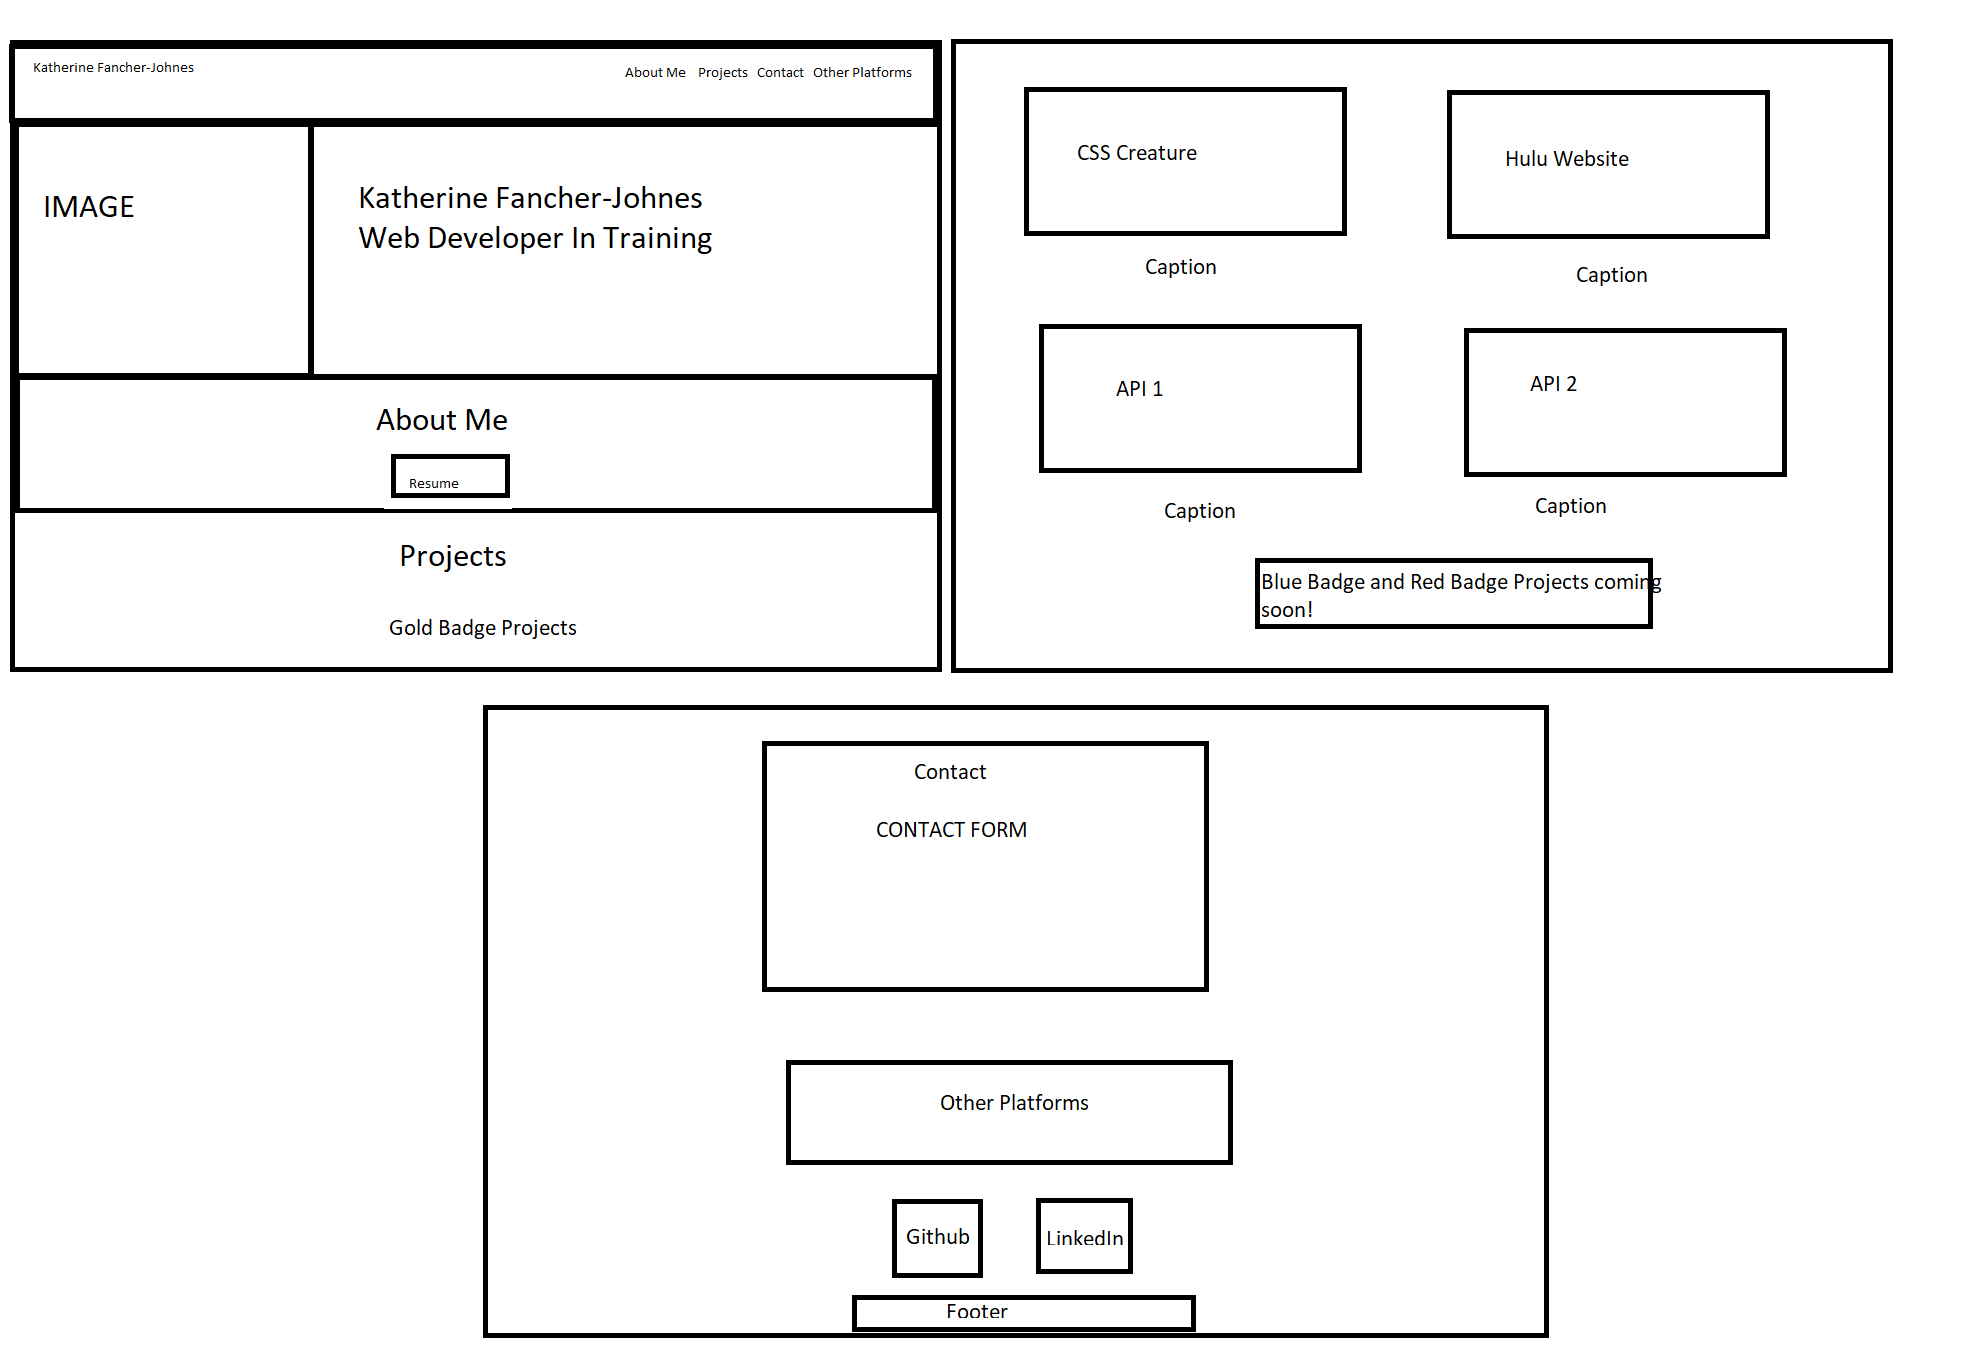 Katherine Fancher-Johnes
About Me Projects Contact Other Platforms
IMAGE
Katherine Fancher-Johnes
Web Developer In Training
About Me
Resume
Projects
Gold Badge Projects
CSS Creature
Hulu Website
Caption
Caption
API 1
API 2
Caption
Caption
Blue Badge and Red Badge Projects coming
soon!
Contact
CONTACT FORM
Other Platforms
Github
LinkedIn
Footer